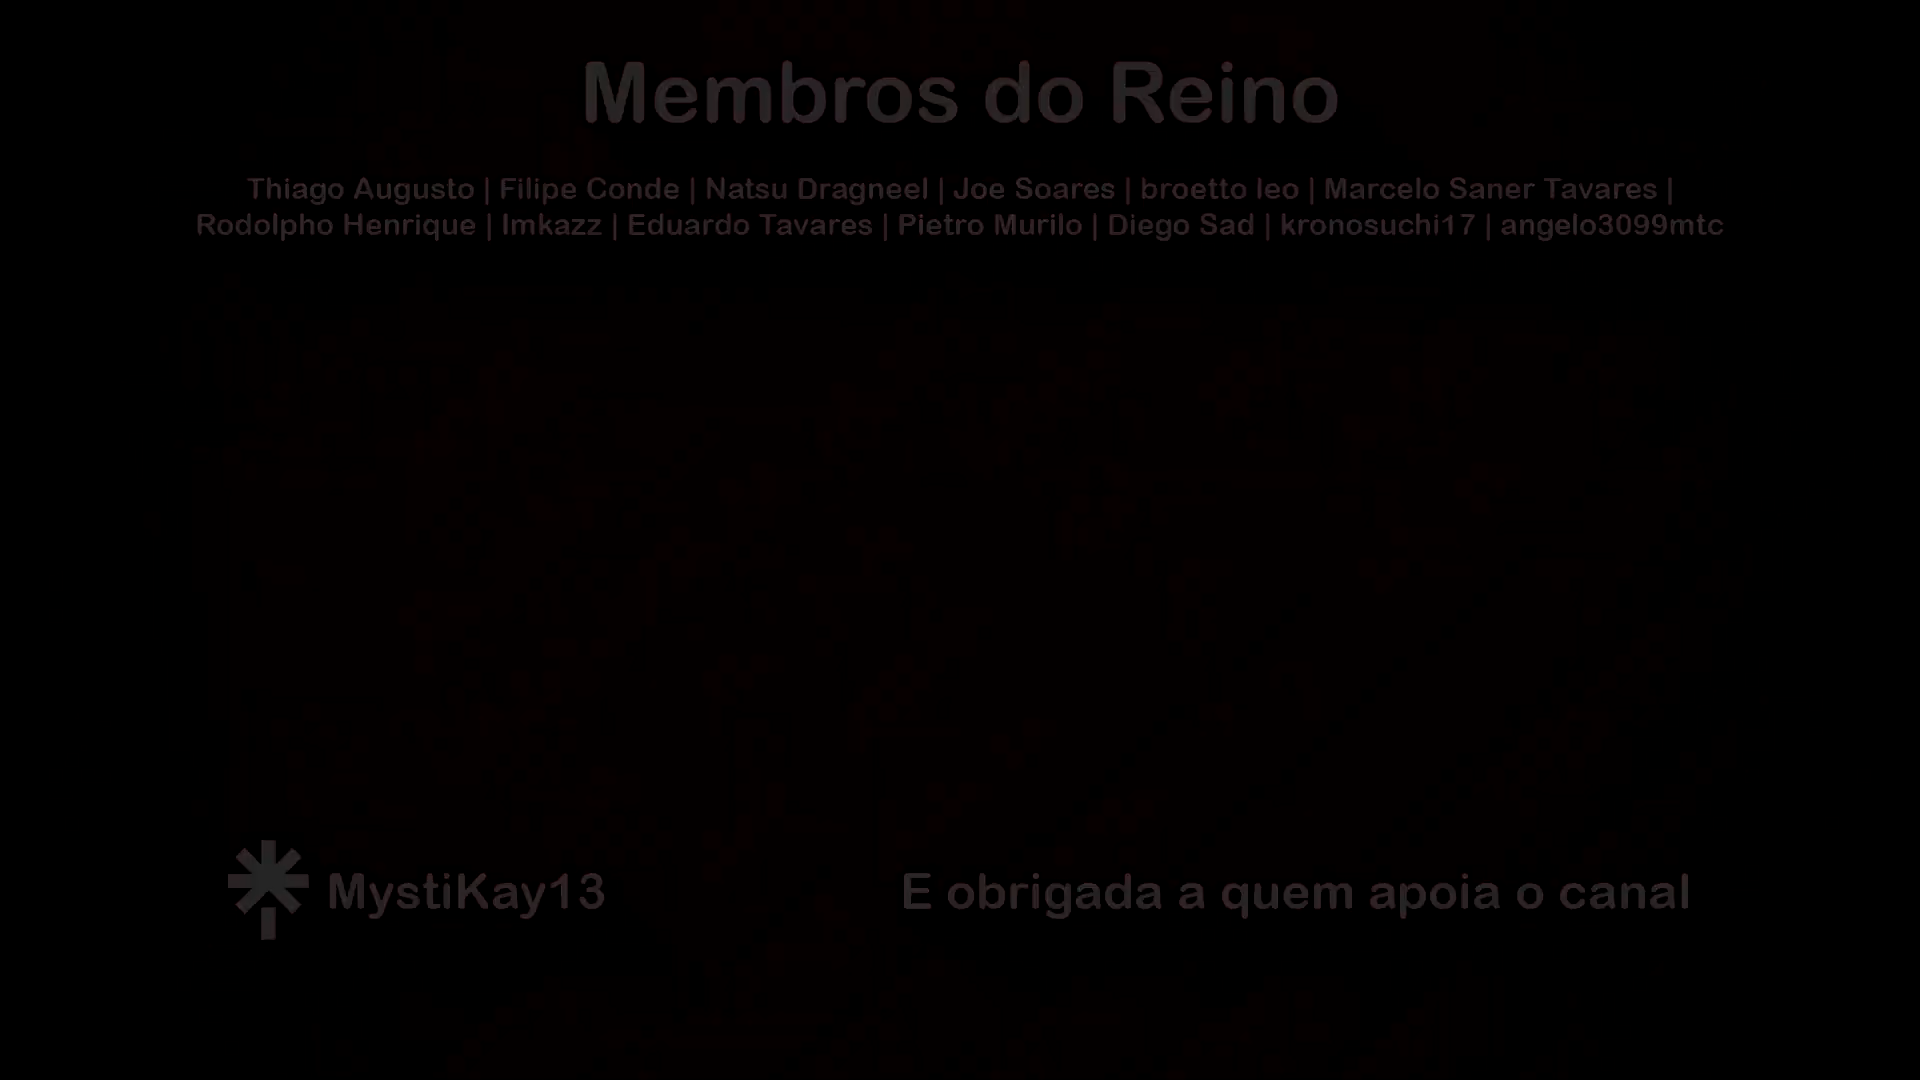 Membros do Reino
Thiago Augusto | Filipe Conde | Natsu Dragneel | Joe Soares | broetto leo | Marcelo Saner Tavares |
Rodolpho Henrique | Imkazz | Eduardo Tavares | Pietro Murilo | Diego Sad | kronosuchi17 | angelo3099mtc
MystiKay13
E obrigada a quem apoia o canal